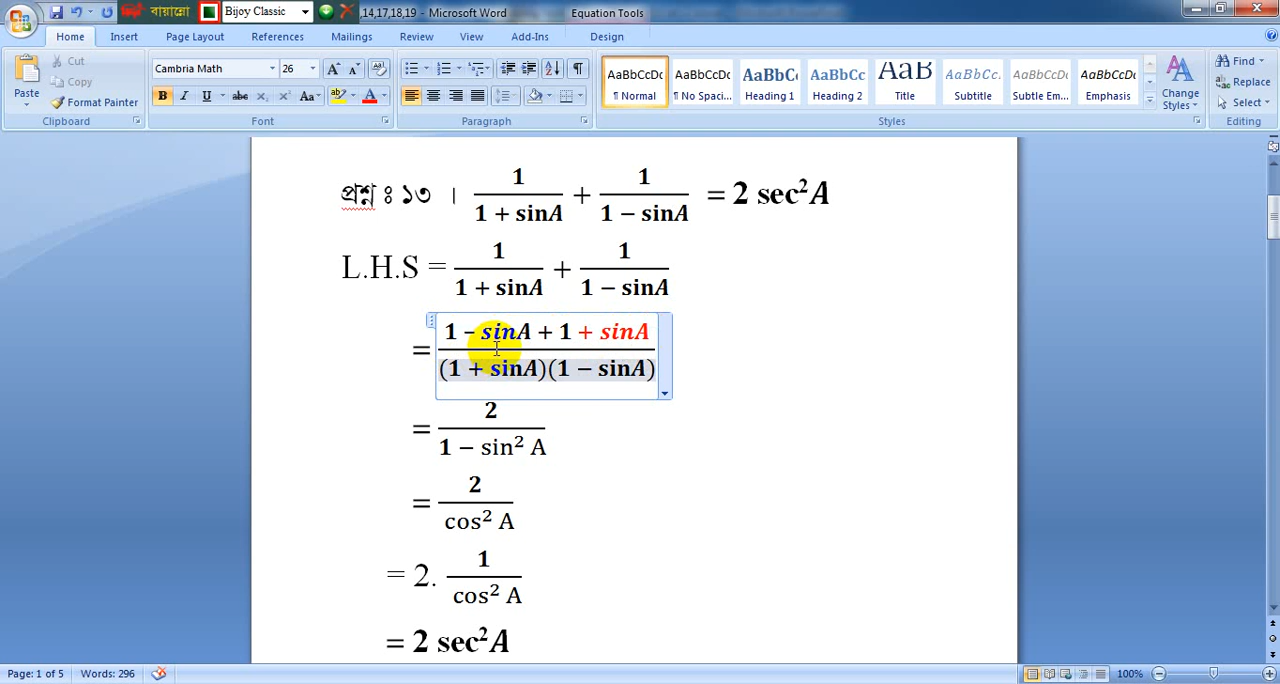 বায়ান্নো Bijoy Classic ,14,17,18,19 - Microsoft Word Equation Tools
Home Insert Page Layout References Mailings Review View Add-Ins Design
Paste Cut Copy Format Painter Clipboard
Cambria Math 26 Font
B I U abc x₂ x² Aa A
Paragraph
AaBbCcDc ¶ Normal AaBbCcDc ¶ No Spaci... AaBbCc Heading 1 AaBbCc Heading 2 AaB Title AaBbCc. Subtitle AaBbCcDc Subtle Em... AaBbCcDc Emphasis Change Styles Styles
Find Replace Select Editing
প্রশ্ন ঃ ১৩ । 1/(1 + sinA) + 1/(1 − sinA) = 2 sec²A
L.H.S = 1/(1 + sinA) + 1/(1 − sinA)
= (1 − sinA + 1 + sinA)/((1 + sinA)(1 − sinA))
= 2/(1 − sin² A)
= 2/(cos² A)
= 2. 1/(cos² A)
= 2 sec²A
Page: 1 of 5 Words: 296 100%